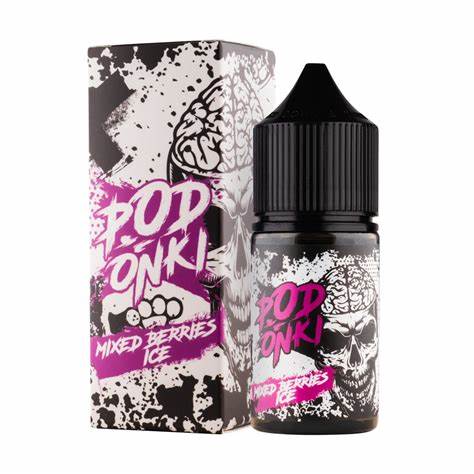 POD
ONKI
MIXED BERRIES
ICE
POD
ONKI
MIXED BERRIES
ICE